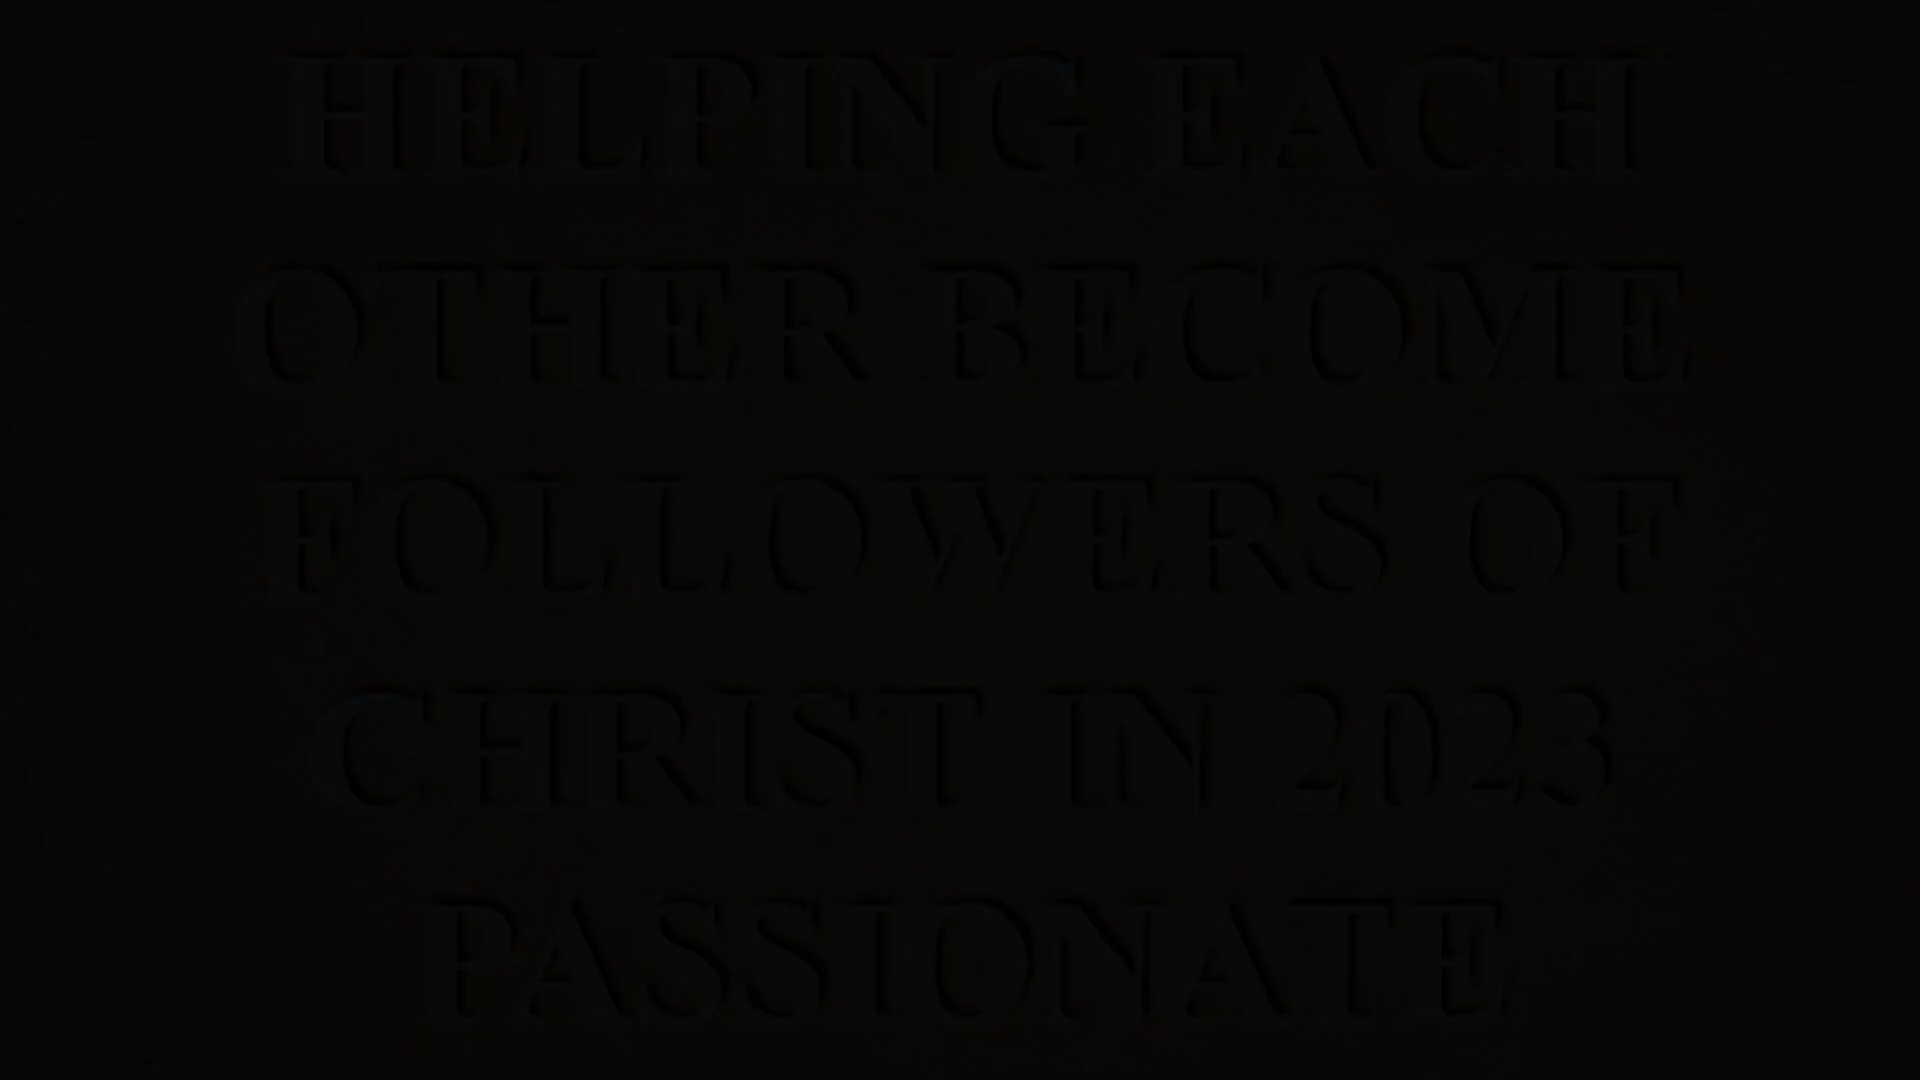 HELPING EACH
OTHER BECOME
FOLLOWERS OF
CHRIST IN 2023
PASSIONATE